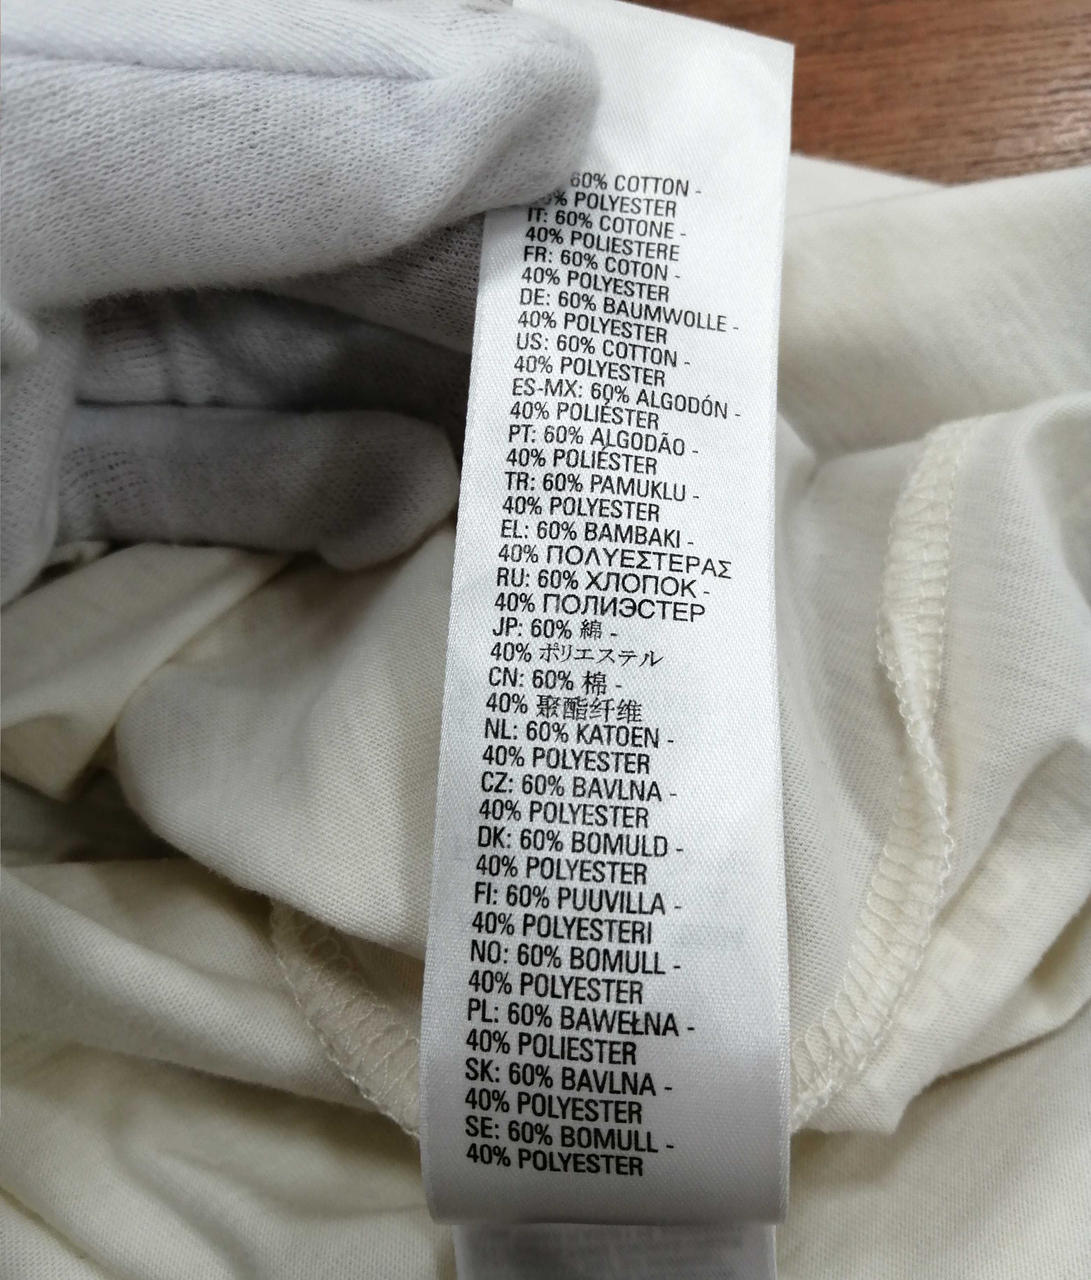 60% COTTON -
% POLYESTER
IT: 60% COTONE -
40% POLIESTERE
FR: 60% COTON -
40% POLYESTER
DE: 60% BAUMWOLLE -
40% POLYESTER
US: 60% COTTON -
40% POLYESTER
ES-MX: 60% ALGODÓN -
40% POLIÉSTER
PT: 60% ALGODÃO -
40% POLIÉSTER
TR: 60% PAMUKLU -
40% POLYESTER
EL: 60% BAMBAKI -
40% ΠΟΛΥΕΣΤΕΡΑΣ
RU: 60% ХЛОПОК -
40% ПОЛИЭСТЕР
JP: 60% 綿 -
40% ポリエステル
CN: 60% 棉 -
40% 聚酯纤维
NL: 60% KATOEN -
40% POLYESTER
CZ: 60% BAVLNA -
40% POLYESTER
DK: 60% BOMULD -
40% POLYESTER
FI: 60% PUUVILLA -
40% POLYESTERI
NO: 60% BOMULL -
40% POLYESTER
PL: 60% BAWEŁNA -
40% POLIESTER
SK: 60% BAVLNA -
40% POLYESTER
SE: 60% BOMULL -
40% POLYESTER